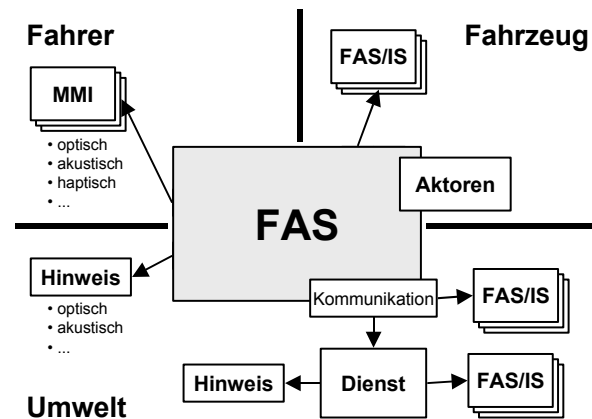 Fahrer
FAS/IS
Fahrzeug
MMI
• optisch
• akustisch
• haptisch
• ...
Aktoren
FAS
Hinweis
• optisch
• akustisch
• ...
Kommunikation
FAS/IS
Hinweis
Dienst
FAS/IS
Umwelt